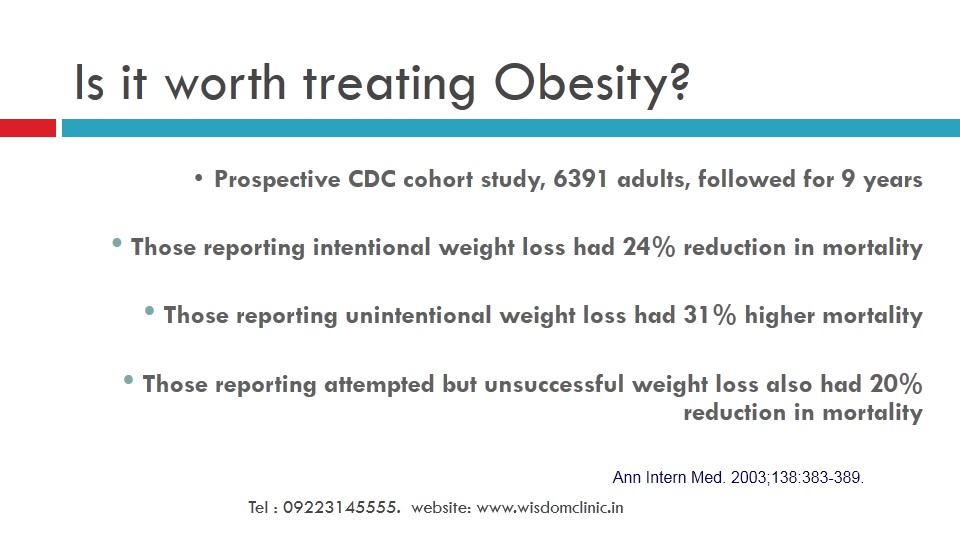 Is it worth treating Obesity?
• Prospective CDC cohort study, 6391 adults, followed for 9 years
• Those reporting intentional weight loss had 24% reduction in mortality
• Those reporting unintentional weight loss had 31% higher mortality
• Those reporting attempted but unsuccessful weight loss also had 20%
reduction in mortality
Ann Intern Med. 2003;138:383-389.
Tel : 09223145555. website: www.wisdomclinic.in